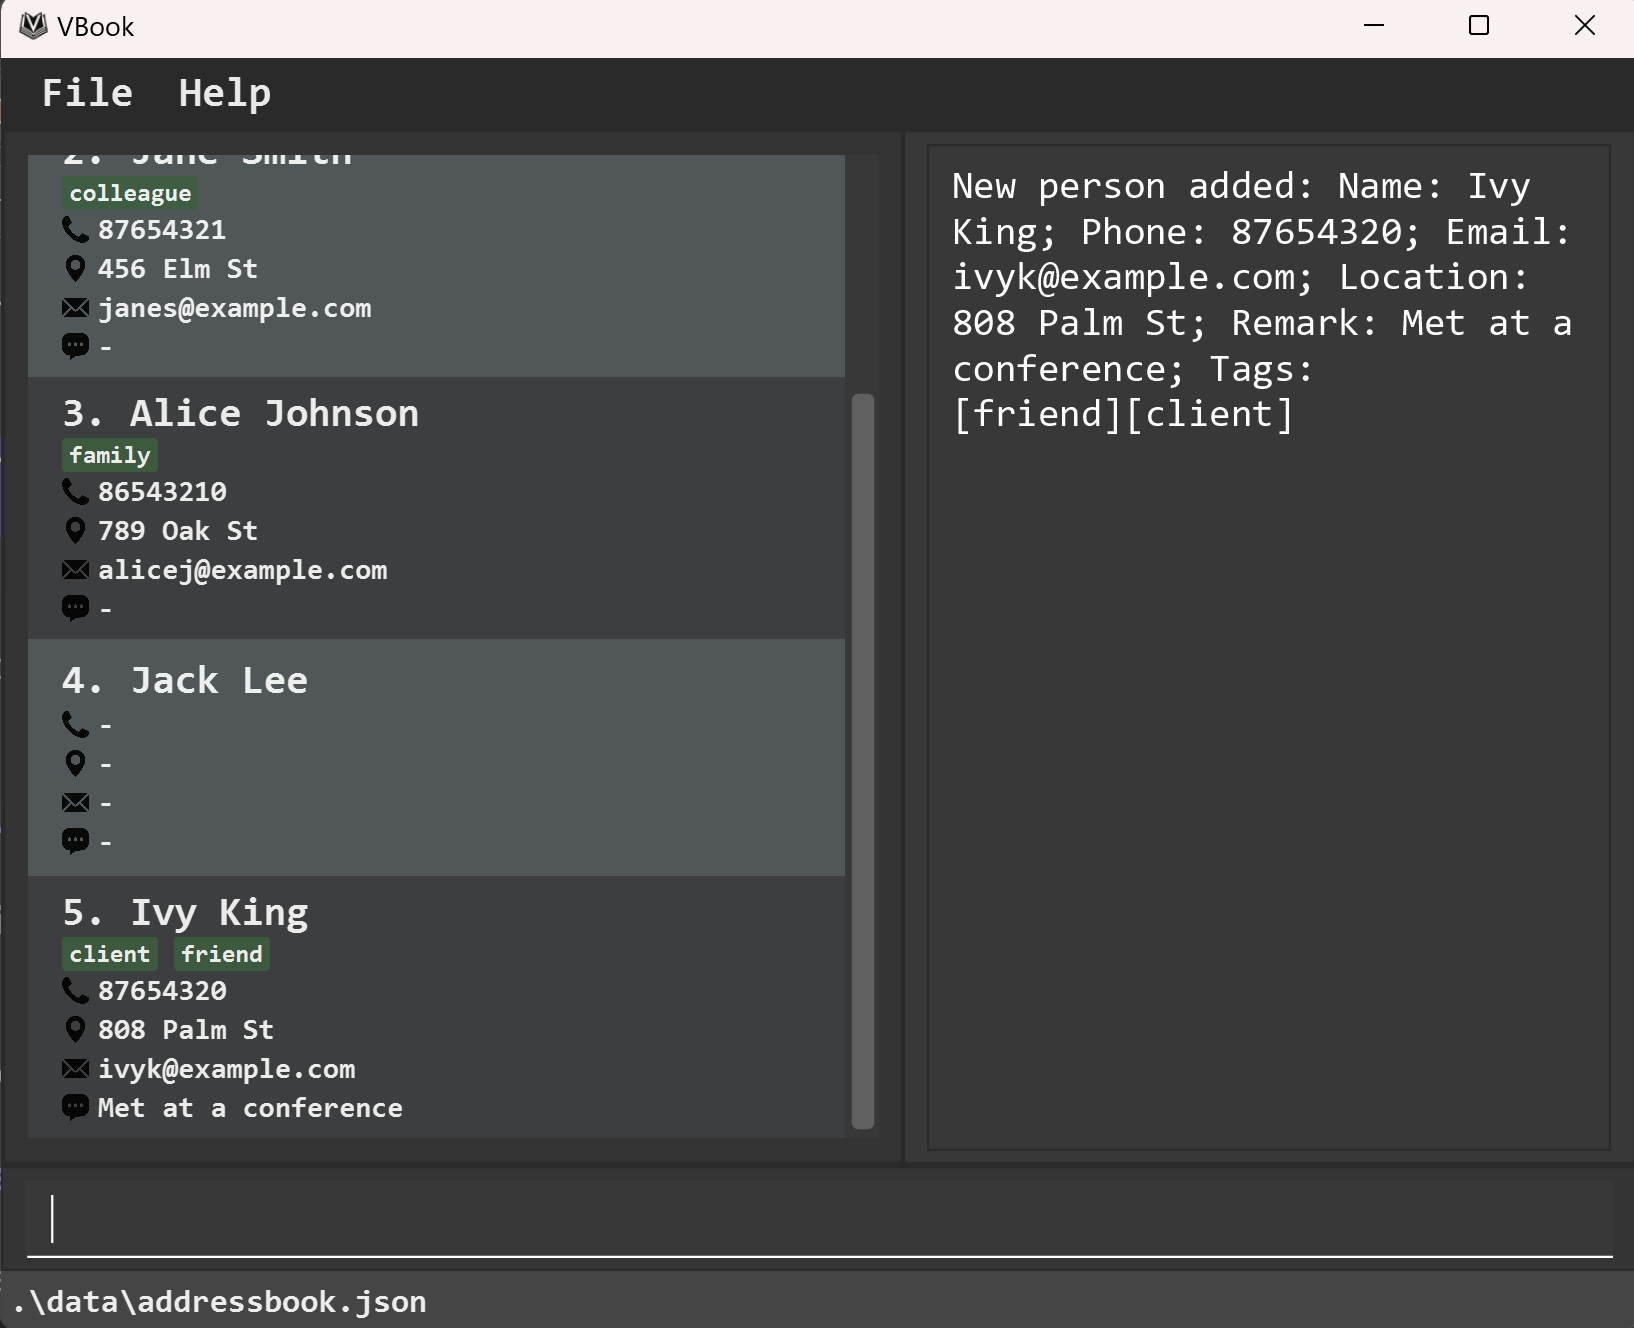 VBook
File Help
2. Jane Smith
colleague
87654321
456 Elm St
janes@example.com
-
3. Alice Johnson
family
86543210
789 Oak St
alicej@example.com
-
4. Jack Lee
-
-
-
-
5. Ivy King
client friend
87654320
808 Palm St
ivyk@example.com
Met at a conference
New person added: Name: Ivy
King; Phone: 87654320; Email:
ivyk@example.com; Location:
808 Palm St; Remark: Met at a
conference; Tags:
[friend][client]
.\data\addressbook.json